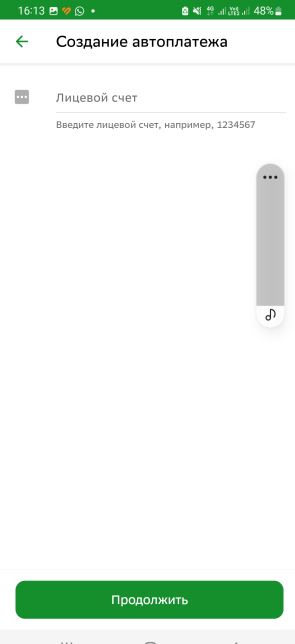 16:13 48%
Создание автоплатежа
Лицевой счет
Введите лицевой счет, например, 1234567
Продолжить